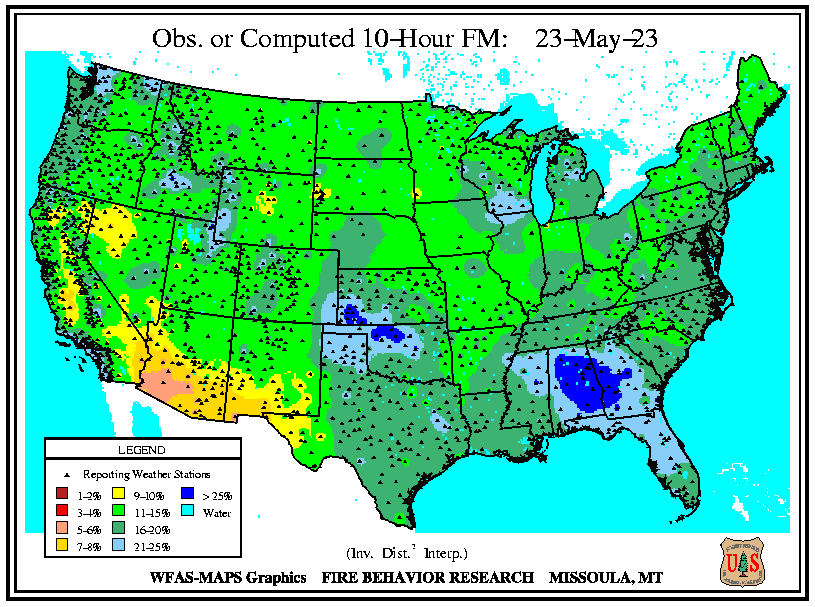 Obs. or Computed 10-Hour FM: 23-May-23
LEGEND
Reporting Weather Stations
1-2% 9-10% > 25%
3-4% 11-15% Water
5-6% 16-20%
7-8% 21-25%
(Inv. Dist.² Interp.)
WFAS-MAPS Graphics FIRE BEHAVIOR RESEARCH MISSOULA, MT
U S